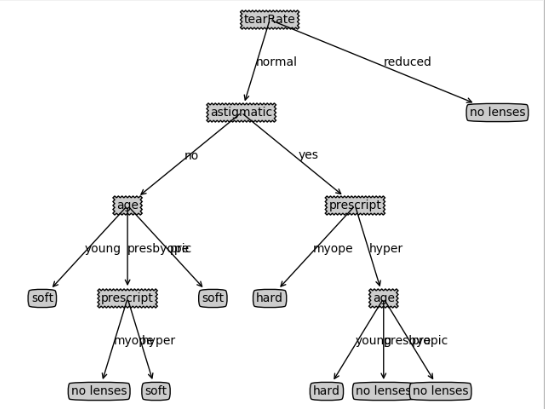 tearRate
normal
reduced
astigmatic
no lenses
no
yes
age
prescript
young
presbyopic
pre
myope
hyper
soft
prescript
soft
hard
age
myope
hyper
young
presbyopic
pre
no lenses
soft
hard
no lenses
no lenses